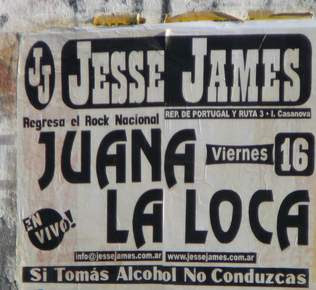 JJ JESSE JAMES
REP. DE PORTUGAL Y RUTA 3 • I. Casanova
Regresa el Rock Nacional
JUANA
Viernes 16
LA LOCA
EN VIVO!
info@jessejames.com.ar www.jessejames.com.ar
Si Tomás Alcohol No Conduzcas